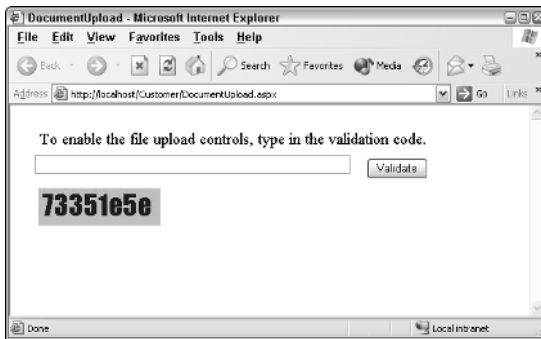 DocumentUpload - Microsoft Internet Explorer
File Edit View Favorites Tools Help
Back Search Favorites Media
Address http://localhost/Customer/DocumentUpload.aspx Go Links
To enable the file upload controls, type in the validation code.
Validate
73351e5e
Done Local intranet